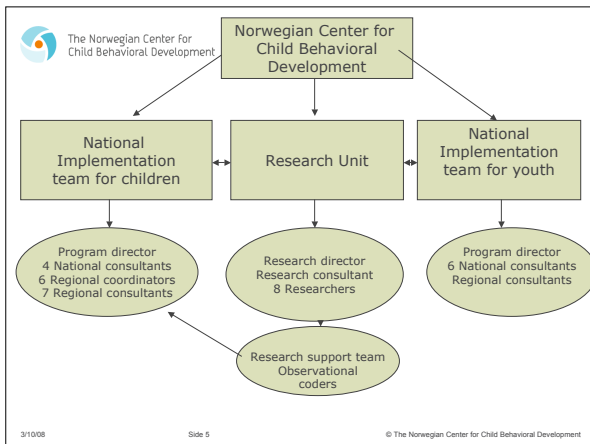 The Norwegian Center for
Child Behavioral Development
Norwegian Center for
Child Behavioral
Development
National
Implementation
team for children
Research Unit
National
Implementation
team for youth
Program director
4 National consultants
6 Regional coordinators
7 Regional consultants
Research director
Research consultant
8 Researchers
Program director
6 National consultants
Regional consultants
Research support team
Observational
coders
3/10/08
Side 5
© The Norwegian Center for Child Behavioral Development